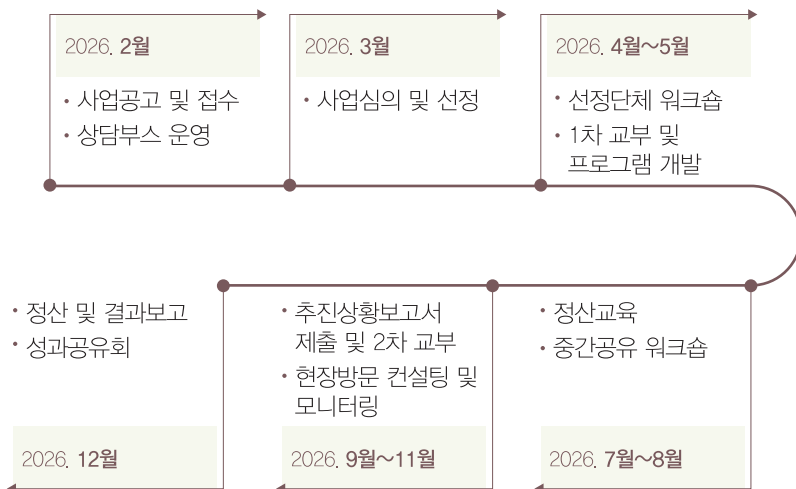 2026. 2월
• 사업공고 및 접수
• 상담부스 운영
2026. 3월
• 사업심의 및 선정
2026. 4월~5월
• 선정단체 워크숍
• 1차 교부 및
프로그램 개발
• 정산교육
• 중간공유 워크숍
2026. 7월~8월
• 추진상황보고서
제출 및 2차 교부
• 현장방문 컨설팅 및
모니터링
2026. 9월~11월
• 정산 및 결과보고
• 성과공유회
2026. 12월